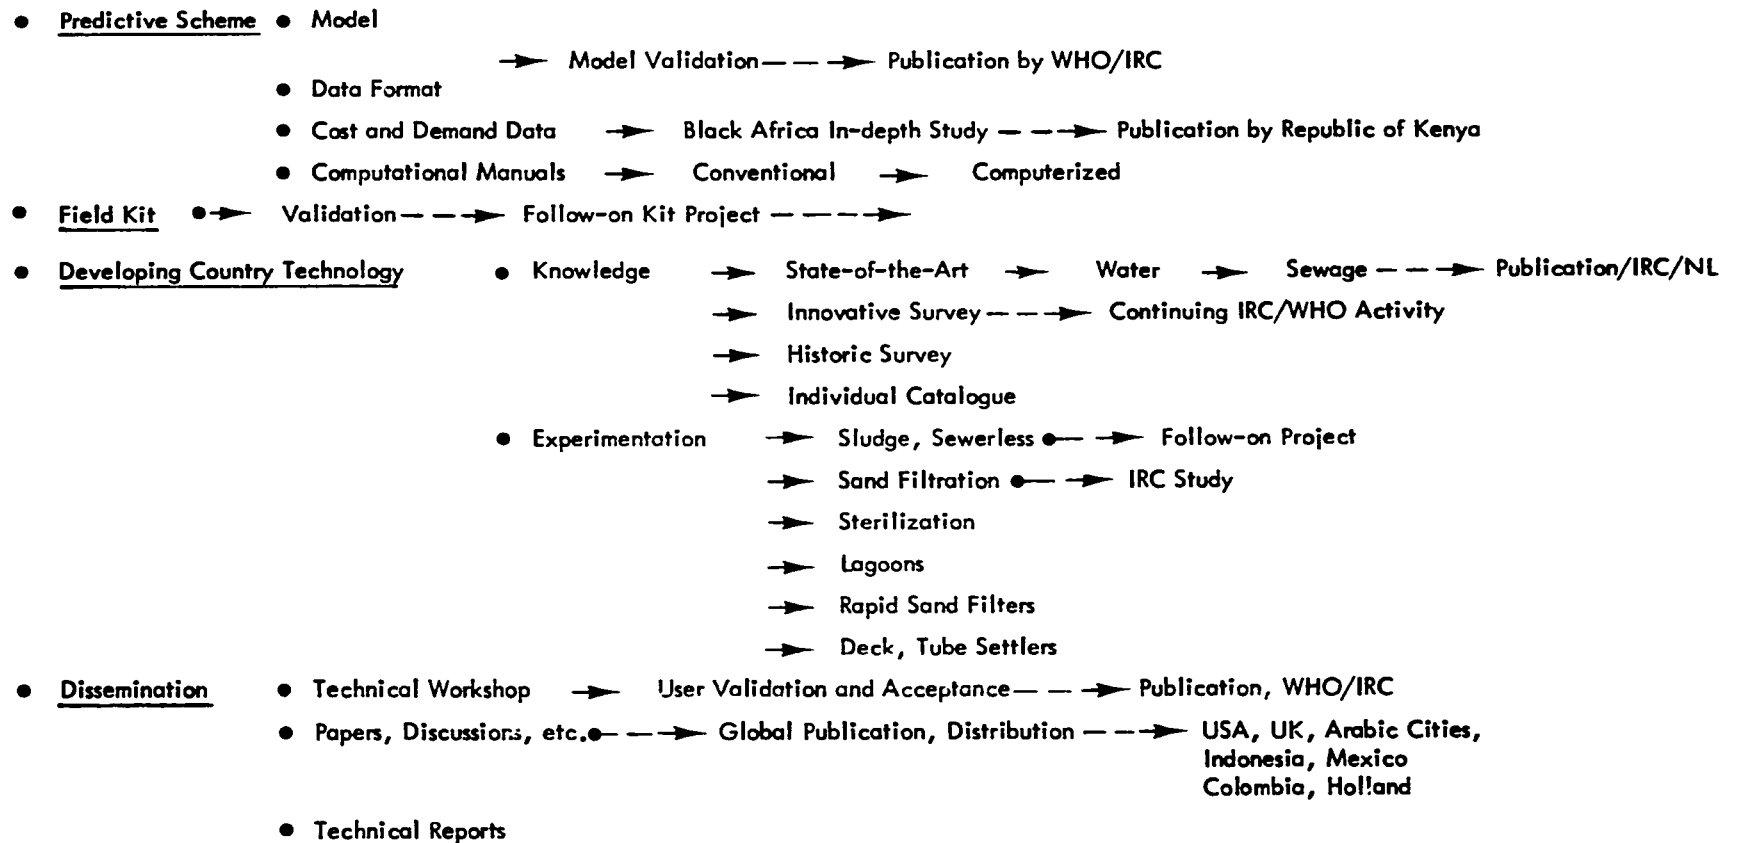 • Predictive Scheme • Model
→ Model Validation — — → Publication by WHO/IRC
• Data Format
• Cost and Demand Data → Black Africa In-depth Study — — → Publication by Republic of Kenya
• Computational Manuals → Conventional → Computerized
• Field Kit •→ Validation — — → Follow-on Kit Project — — — →
• Developing Country Technology • Knowledge → State-of-the-Art → Water → Sewage — — → Publication/IRC/NL
→ Innovative Survey — — → Continuing IRC/WHO Activity
→ Historic Survey
→ Individual Catalogue
• Experimentation → Sludge, Sewerless •— → Follow-on Project
→ Sand Filtration •— → IRC Study
→ Sterilization
→ Lagoons
→ Rapid Sand Filters
→ Deck, Tube Settlers
• Dissemination • Technical Workshop → User Validation and Acceptance — — → Publication, WHO/IRC
• Papers, Discussions, etc. •— — → Global Publication, Distribution — — → USA, UK, Arabic Cities,
Indonesia, Mexico
Colombia, Holland
• Technical Reports